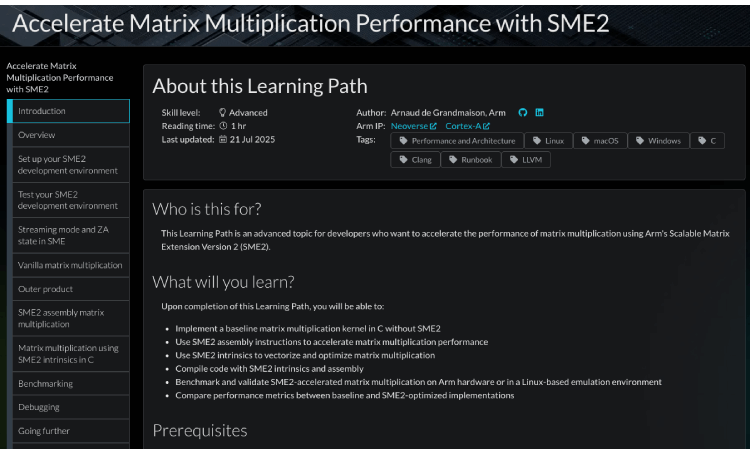 Accelerate Matrix Multiplication Performance with SME2
Accelerate Matrix
Multiplication Performance
with SME2
Introduction
Overview
Set up your SME2
development environment
Test your SME2
development environment
Streaming mode and ZA
state in SME
Vanilla matrix multiplication
Outer product
SME2 assembly matrix
multiplication
Matrix multiplication using
SME2 intrinsics in C
Benchmarking
Debugging
Going further
About this Learning Path
Skill level: Advanced
Reading time: 1 hr
Last updated: 21 Jul 2025
Author: Arnaud de Grandmaison, Arm
Arm IP: Neoverse Cortex-A
Tags: Performance and Architecture Linux macOS Windows C
Clang Runbook LLVM
Who is this for?
This Learning Path is an advanced topic for developers who want to accelerate the performance of matrix multiplication using Arm's Scalable Matrix
Extension Version 2 (SME2).
What will you learn?
Upon completion of this Learning Path, you will be able to:
• Implement a baseline matrix multiplication kernel in C without SME2
• Use SME2 assembly instructions to accelerate matrix multiplication performance
• Use SME2 intrinsics to vectorize and optimize matrix multiplication
• Compile code with SME2 intrinsics and assembly
• Benchmark and validate SME2-accelerated matrix multiplication on Arm hardware or in a Linux-based emulation environment
• Compare performance metrics between baseline and SME2-optimized implementations
Prerequisites